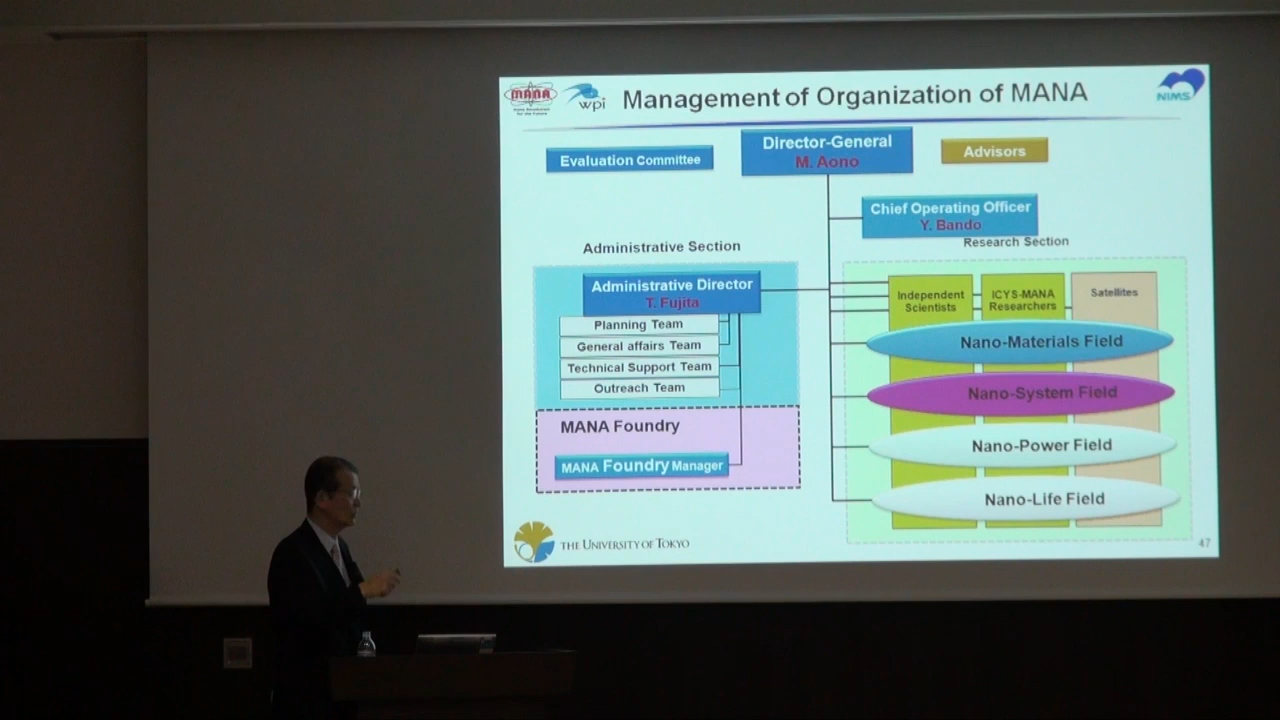 MANA
wpi
Management of Organization of MANA
NIMS
Evaluation Committee
Director-General
M. Aono
Advisors
Chief Operating Officer
Y. Bando
Administrative Section
Research Section
Administrative Director
T. Fujita
Planning Team
General affairs Team
Technical Support Team
Outreach Team
MANA Foundry
MANA Foundry Manager
Independent
Scientists
ICYS-MANA
Researchers
Satellites
Nano-Materials Field
Nano-System Field
Nano-Power Field
Nano-Life Field
THE UNIVERSITY OF TOKYO
47